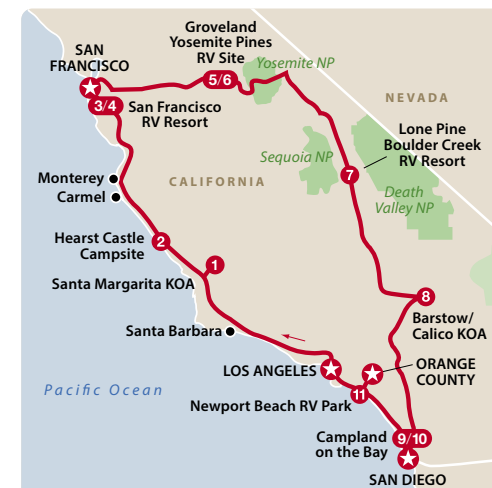 Groveland
Yosemite Pines
RV Site
SAN
FRANCISCO
5/6
Yosemite NP
3/4
San Francisco
RV Resort
NEVADA
Lone Pine
Boulder Creek
RV Resort
Sequoia NP
7
Monterey
Carmel
CALIFORNIA
Death
Valley NP
Hearst Castle
Campsite
2
1
Santa Margarita KOA
8
Barstow/
Calico KOA
Santa Barbara
LOS ANGELES
ORANGE
COUNTY
Pacific Ocean
11
Newport Beach RV Park
Campland
on the Bay
9/10
SAN DIEGO